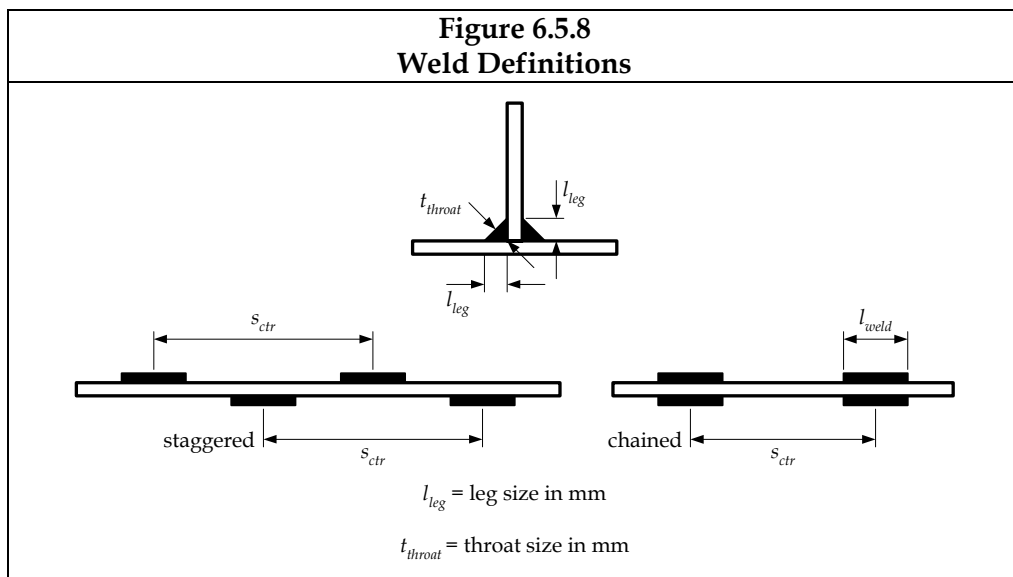 Figure 6.5.8
Weld Definitions
t_throat
l_leg
l_leg
s_ctr
l_weld
staggered
s_ctr
chained
s_ctr
l_leg = leg size in mm
t_throat = throat size in mm